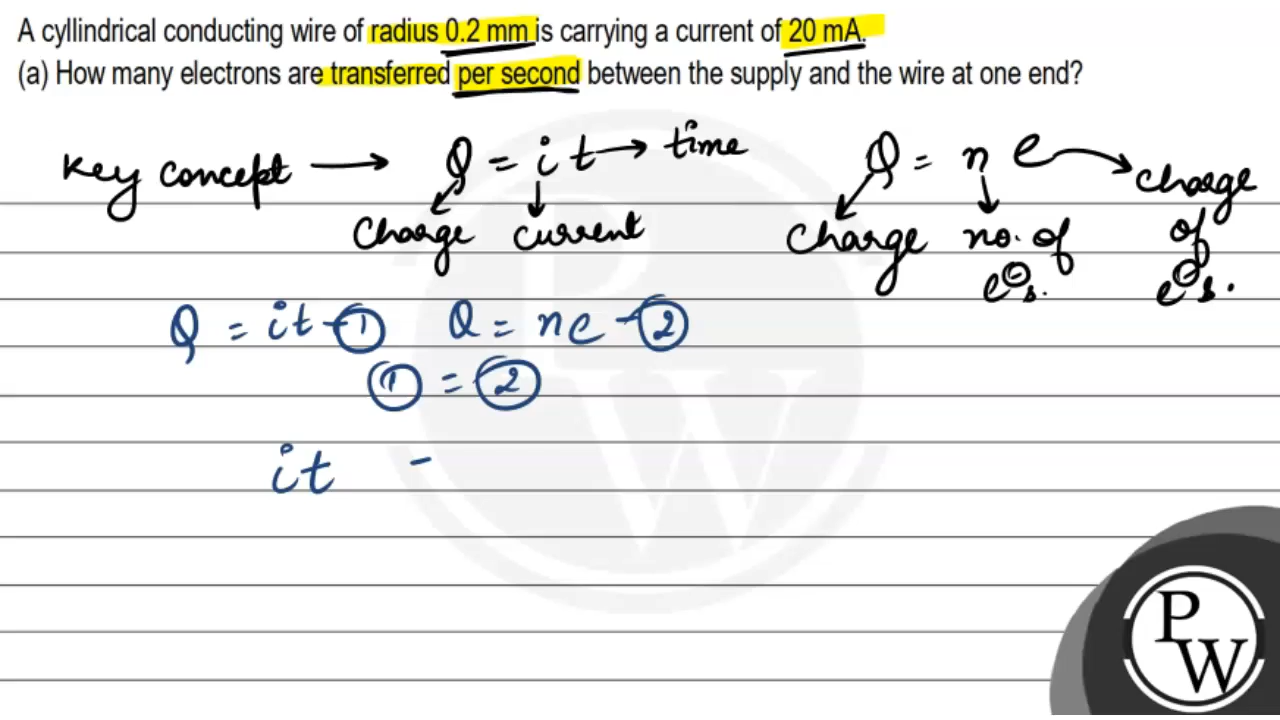 A cyllindrical conducting wire of radius 0.2 mm is carrying a current of 20 mA.
(a) How many electrons are transferred per second between the supply and the wire at one end?
Key concept → Q = i t → time
Q = n e → charge of e⊖s.
charge current
charge no. of e⊖s.
Q = it - ① Q = ne - ②
① = ②
it =
P
W
PW